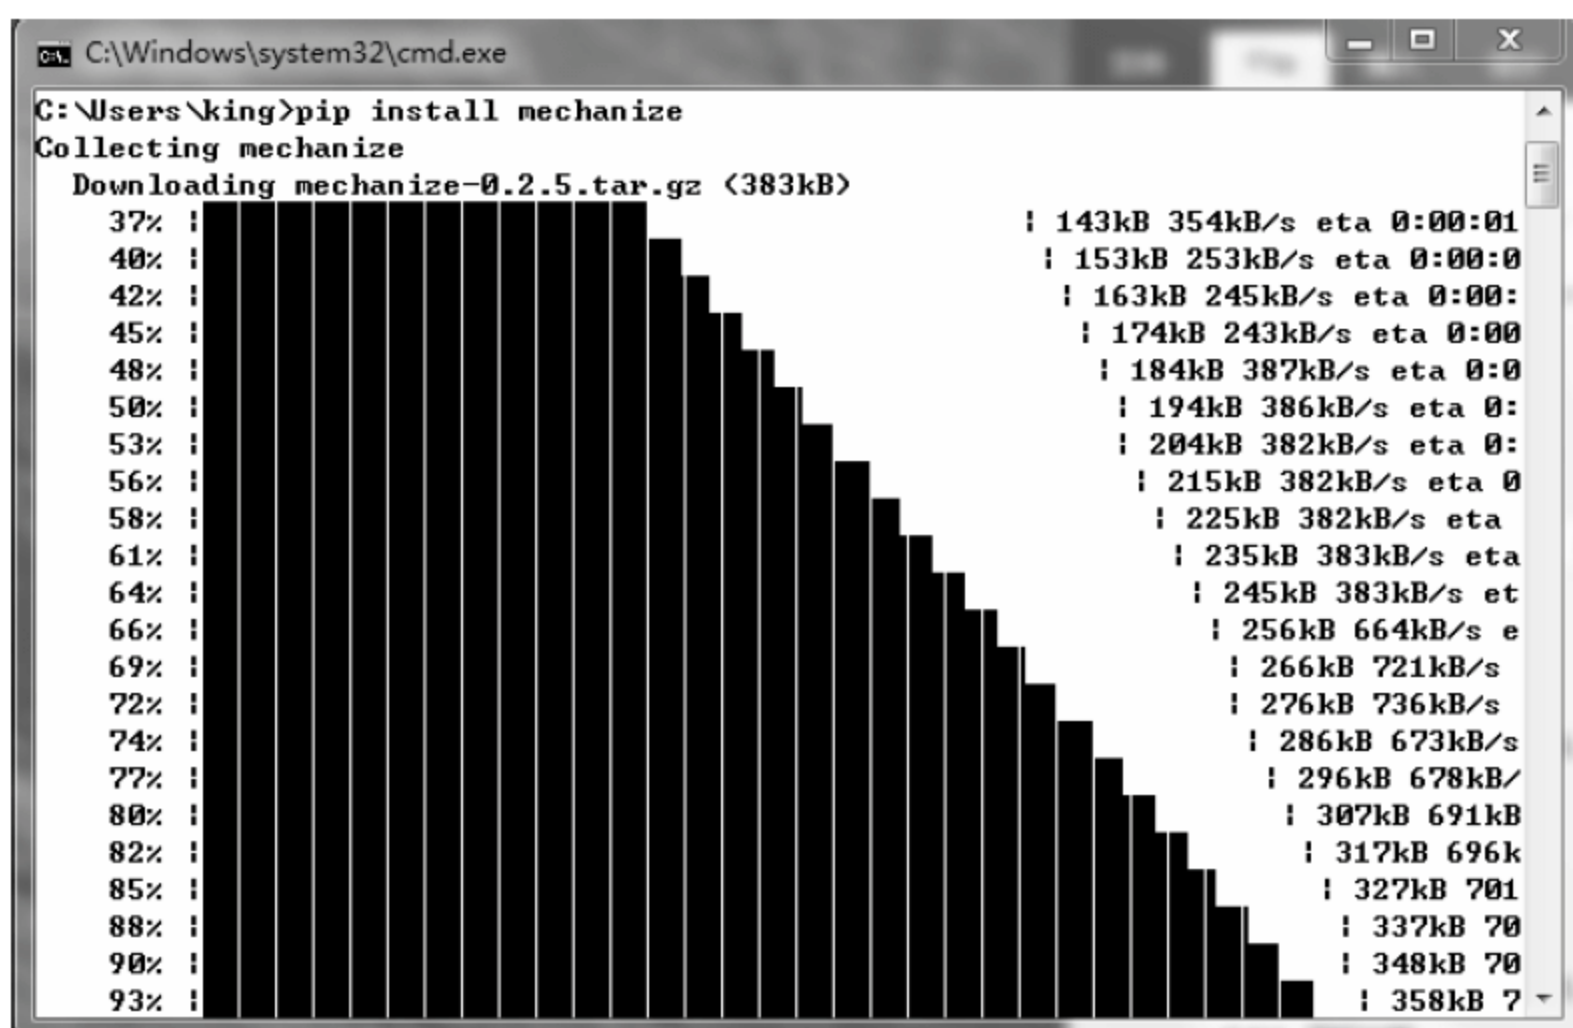 C:\Windows\system32\cmd.exe
C:\Users\king>pip install mechanize
Collecting mechanize
Downloading mechanize-0.2.5.tar.gz (383kB)
37% | | 143kB 354kB/s eta 0:00:01
40% | | 153kB 253kB/s eta 0:00:0
42% | | 163kB 245kB/s eta 0:00:
45% | | 174kB 243kB/s eta 0:00
48% | | 184kB 387kB/s eta 0:0
50% | | 194kB 386kB/s eta 0:
53% | | 204kB 382kB/s eta 0:
56% | | 215kB 382kB/s eta 0
58% | | 225kB 382kB/s eta
61% | | 235kB 383kB/s eta
64% | | 245kB 383kB/s et
66% | | 256kB 664kB/s e
69% | | 266kB 721kB/s
72% | | 276kB 736kB/s
74% | | 286kB 673kB/s
77% | | 296kB 678kB/
80% | | 307kB 691kB
82% | | 317kB 696k
85% | | 327kB 701
88% | | 337kB 70
90% | | 348kB 70
93% | | 358kB 7